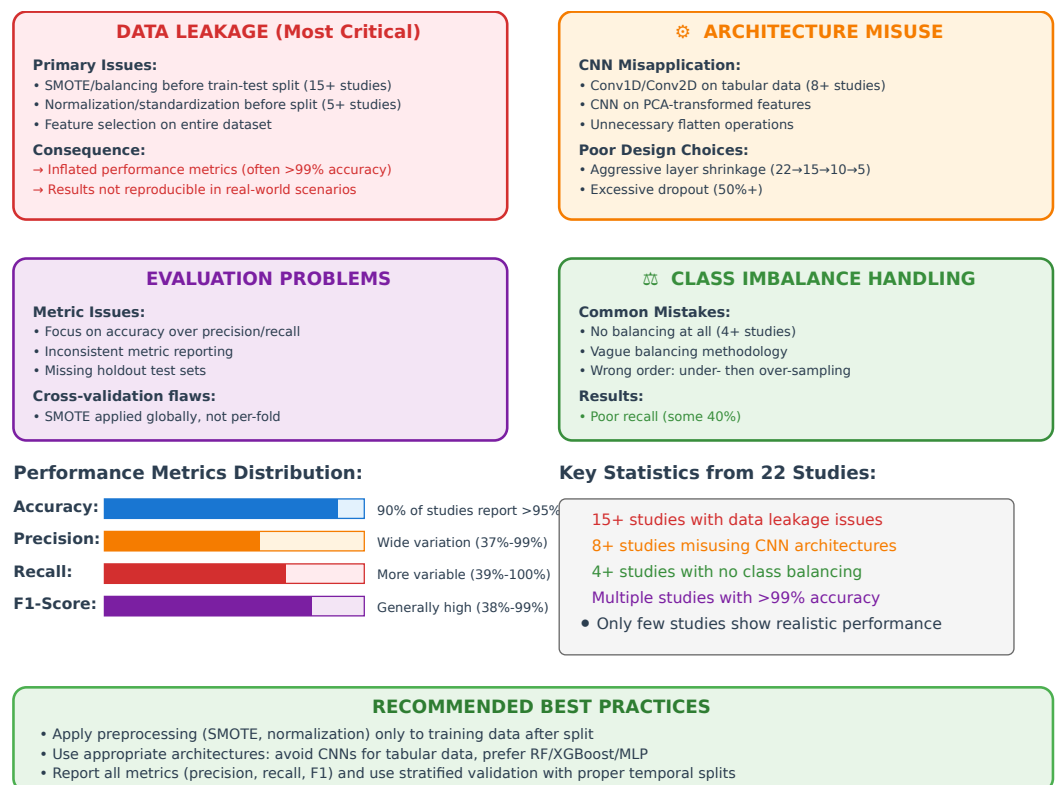 DATA LEAKAGE (Most Critical)
Primary Issues:
• SMOTE/balancing before train-test split (15+ studies)
• Normalization/standardization before split (5+ studies)
• Feature selection on entire dataset
Consequence:
→ Inflated performance metrics (often >99% accuracy)
→ Results not reproducible in real-world scenarios
⚙ ARCHITECTURE MISUSE
CNN Misapplication:
• Conv1D/Conv2D on tabular data (8+ studies)
• CNN on PCA-transformed features
• Unnecessary flatten operations
Poor Design Choices:
• Aggressive layer shrinkage (22→15→10→5)
• Excessive dropout (50%+)
EVALUATION PROBLEMS
Metric Issues:
• Focus on accuracy over precision/recall
• Inconsistent metric reporting
• Missing holdout test sets
Cross-validation flaws:
• SMOTE applied globally, not per-fold
⚖ CLASS IMBALANCE HANDLING
Common Mistakes:
• No balancing at all (4+ studies)
• Vague balancing methodology
• Wrong order: under- then over-sampling
Results:
• Poor recall (some 40%)
Performance Metrics Distribution:
Accuracy: 90% of studies report >95%
Precision: Wide variation (37%-99%)
Recall: More variable (39%-100%)
F1-Score: Generally high (38%-99%)
Key Statistics from 22 Studies:
15+ studies with data leakage issues
8+ studies misusing CNN architectures
4+ studies with no class balancing
Multiple studies with >99% accuracy
• Only few studies show realistic performance
RECOMMENDED BEST PRACTICES
• Apply preprocessing (SMOTE, normalization) only to training data after split
• Use appropriate architectures: avoid CNNs for tabular data, prefer RF/XGBoost/MLP
• Report all metrics (precision, recall, F1) and use stratified validation with proper temporal splits